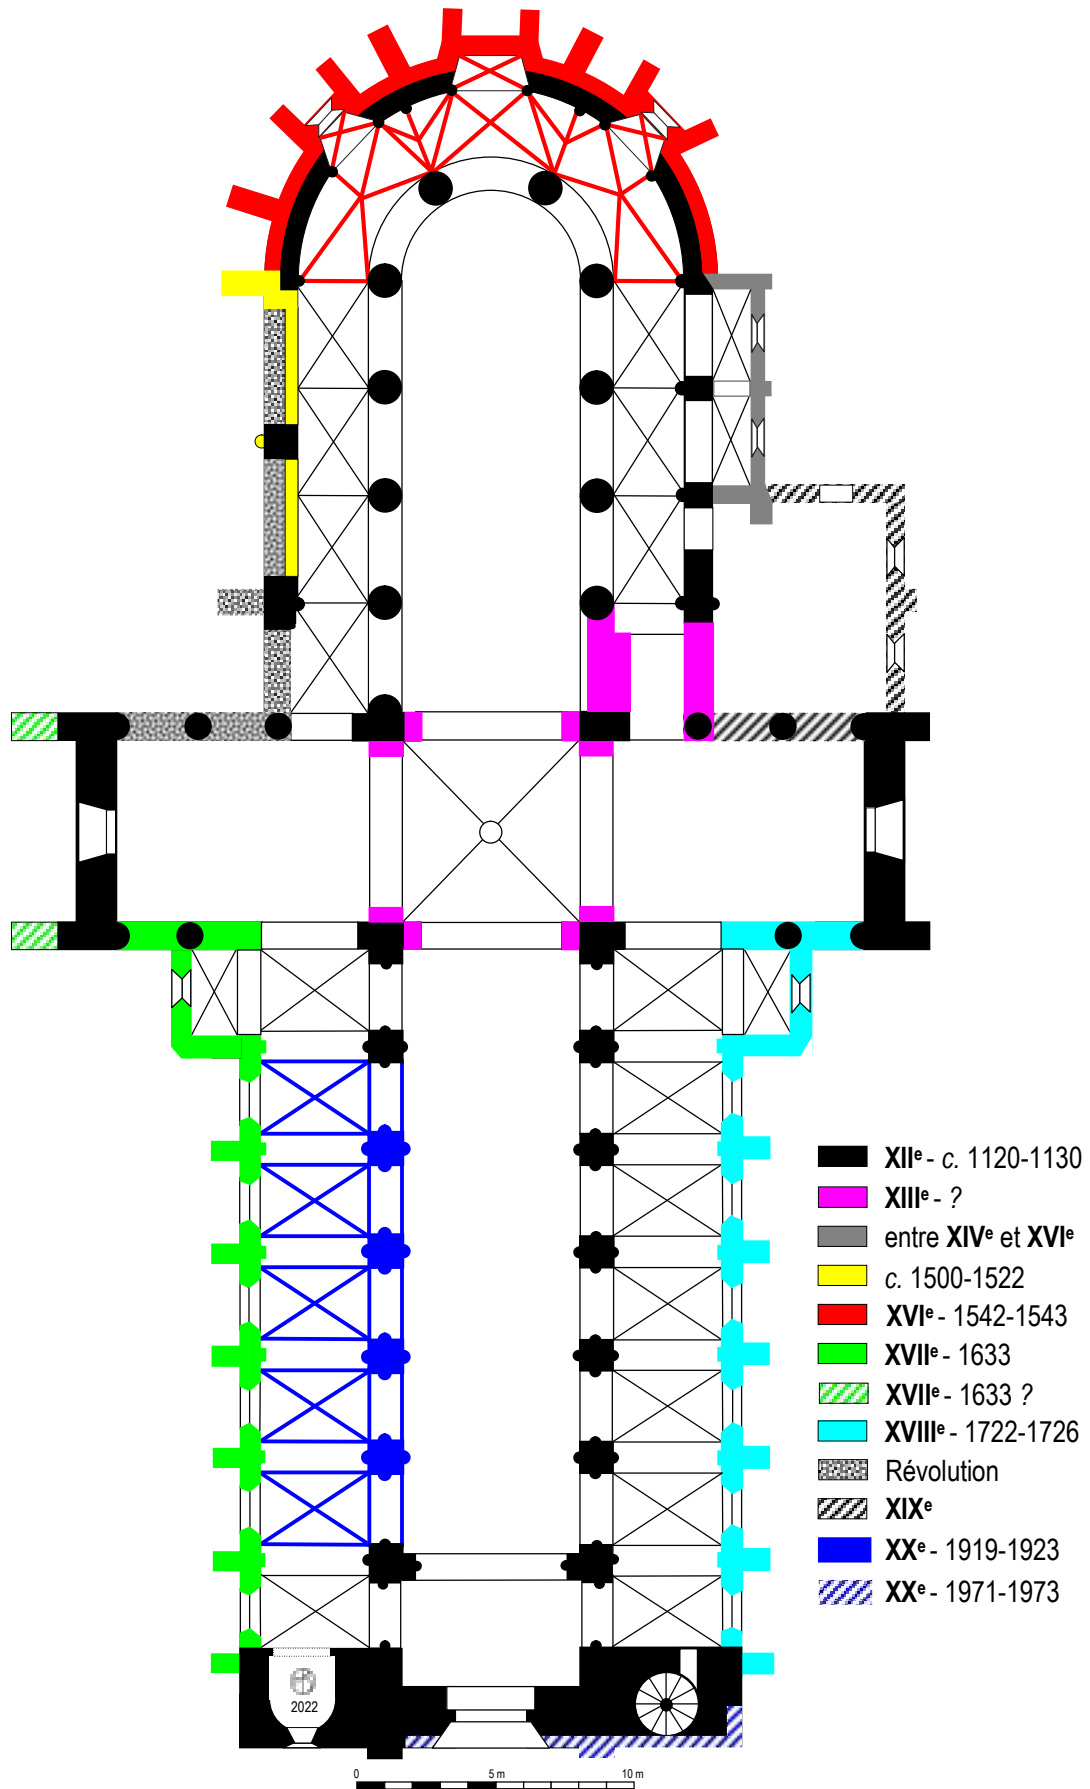 XIIᵉ - c. 1120-1130
XIIIᵉ - ?
entre XIVᵉ et XVIᵉ
c. 1500-1522
XVIᵉ - 1542-1543
XVIIᵉ - 1633
XVIIᵉ - 1633 ?
XVIIIᵉ - 1722-1726
Révolution
XIXᵉ
XXᵉ - 1919-1923
XXᵉ - 1971-1973
2022
0 5 m 10 m